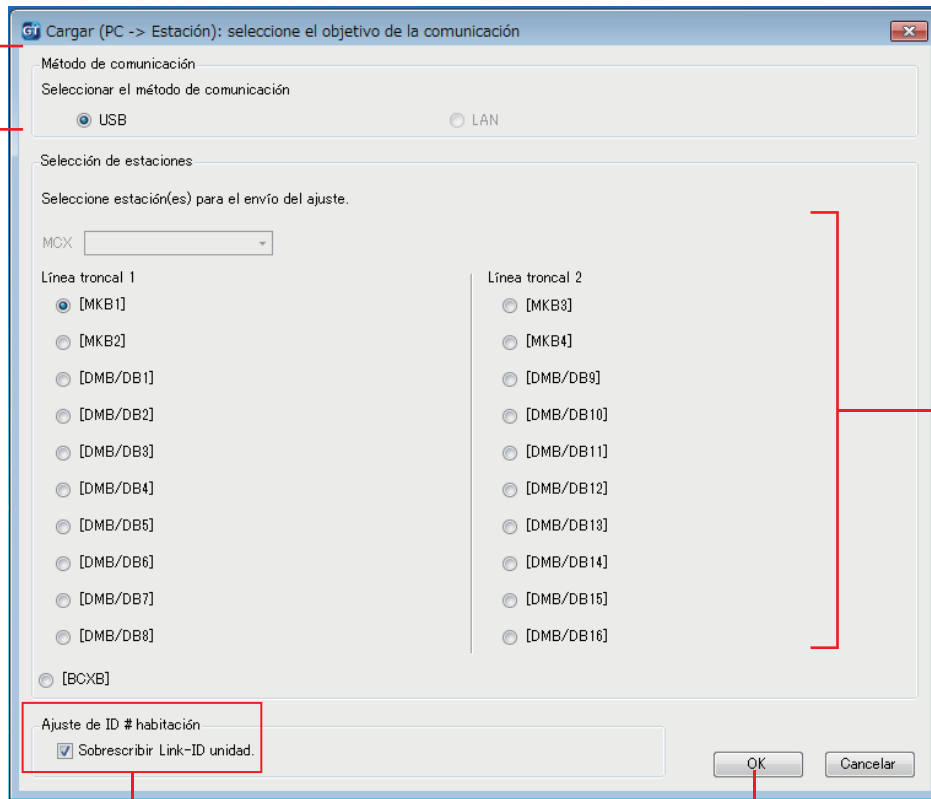 GT Cargar (PC -> Estación): seleccione el objetivo de la comunicación
Método de comunicación
Seleccionar el método de comunicación
USB
LAN
Selección de estaciones
Seleccione estación(es) para el envío del ajuste.
MCX
Línea troncal 1
[MKB1]
[MKB2]
[DMB/DB1]
[DMB/DB2]
[DMB/DB3]
[DMB/DB4]
[DMB/DB5]
[DMB/DB6]
[DMB/DB7]
[DMB/DB8]
Línea troncal 2
[MKB3]
[MKB4]
[DMB/DB9]
[DMB/DB10]
[DMB/DB11]
[DMB/DB12]
[DMB/DB13]
[DMB/DB14]
[DMB/DB15]
[DMB/DB16]
[BCXB]
Ajuste de ID # habitación
Sobrescribir Link-ID unidad.
OK
Cancelar